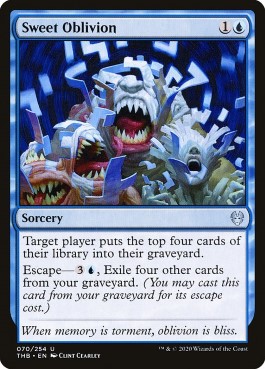 Sweet Oblivion 1
Sorcery
Target player puts the top four cards of
their library into their graveyard.
Escape—3, Exile four other cards
from your graveyard. (You may cast this
card from your graveyard for its escape
cost.)
When memory is torment, oblivion is bliss.
070/254 U
THB • EN CLINT CEARLEY
™ & © 2020 Wizards of the Coast